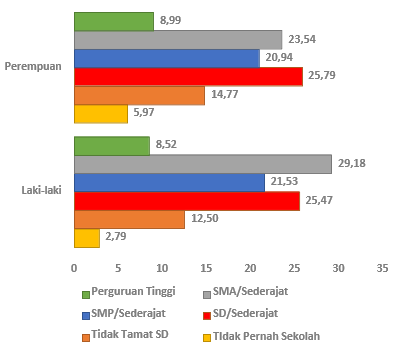 8,99
23,54
Perempuan
20,94
25,79
14,77
5,97
8,52
29,18
Laki-laki
21,53
25,47
12,50
2,79
0 5 10 15 20 25 30 35
Perguruan Tinggi SMA/Sederajat
SMP/Sederajat SD/Sederajat
Tidak Tamat SD TIdak Pernah Sekolah